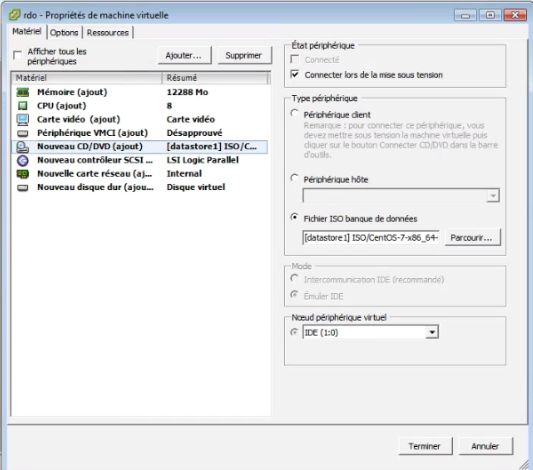 rdo - Propriétés de machine virtuelle
Matériel Options Ressources
Afficher tous les
périphériques
Ajouter... Supprimer
Matériel Résumé
Mémoire (ajout) 12288 Mo
CPU (ajout) 8
Carte vidéo (ajout) Carte vidéo
Périphérique VMCI (ajout) Désapprouvé
Nouveau CD/DVD (ajout) [datastore1] ISO/C...
Nouveau contrôleur SCSI ... LSI Logic Parallel
Nouvelle carte réseau (aj... Internal
Nouveau disque dur (ajou... Disque virtuel
État périphérique
Connecté
Connecter lors de la mise sous tension
Type périphérique
Périphérique client
Remarque : pour connecter ce périphérique, vous
devez mettre sous tension la machine virtuelle puis
cliquer sur le bouton Connecter CD/DVD dans la barre
d'outils.
Périphérique hôte
Fichier ISO banque de données
[datastore1] ISO/CentOS-7-x86_64- Parcourir...
Mode
Intercommunication IDE (recommandé)
Émuler IDE
Nœud périphérique virtuel
IDE (1:0)
Terminer Annuler